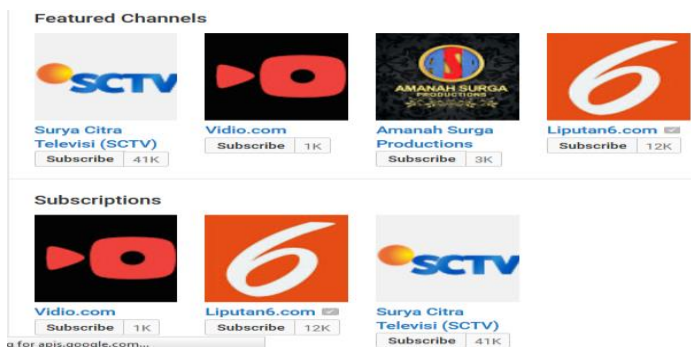 Featured Channels
SCTV
AMANAH SURGA
PRODUCTIONS
6
Surya Citra
Televisi (SCTV)
Subscribe 41K
Vidio.com
Subscribe 1K
Amanah Surga
Productions
Subscribe 3K
Liputan6.com
Subscribe 12K
Subscriptions
6
SCTV
Vidio.com
Subscribe 1K
Liputan6.com
Subscribe 12K
Surya Citra
Televisi (SCTV)
Subscribe 41K
g for apis.google.com...